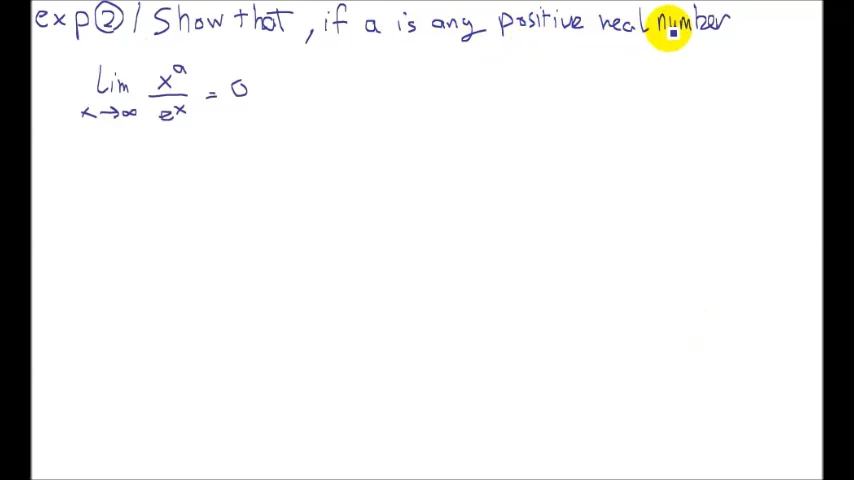 exp②/ Show that, if a is any positive real number
lim x→∞ x^a/e^x = 0